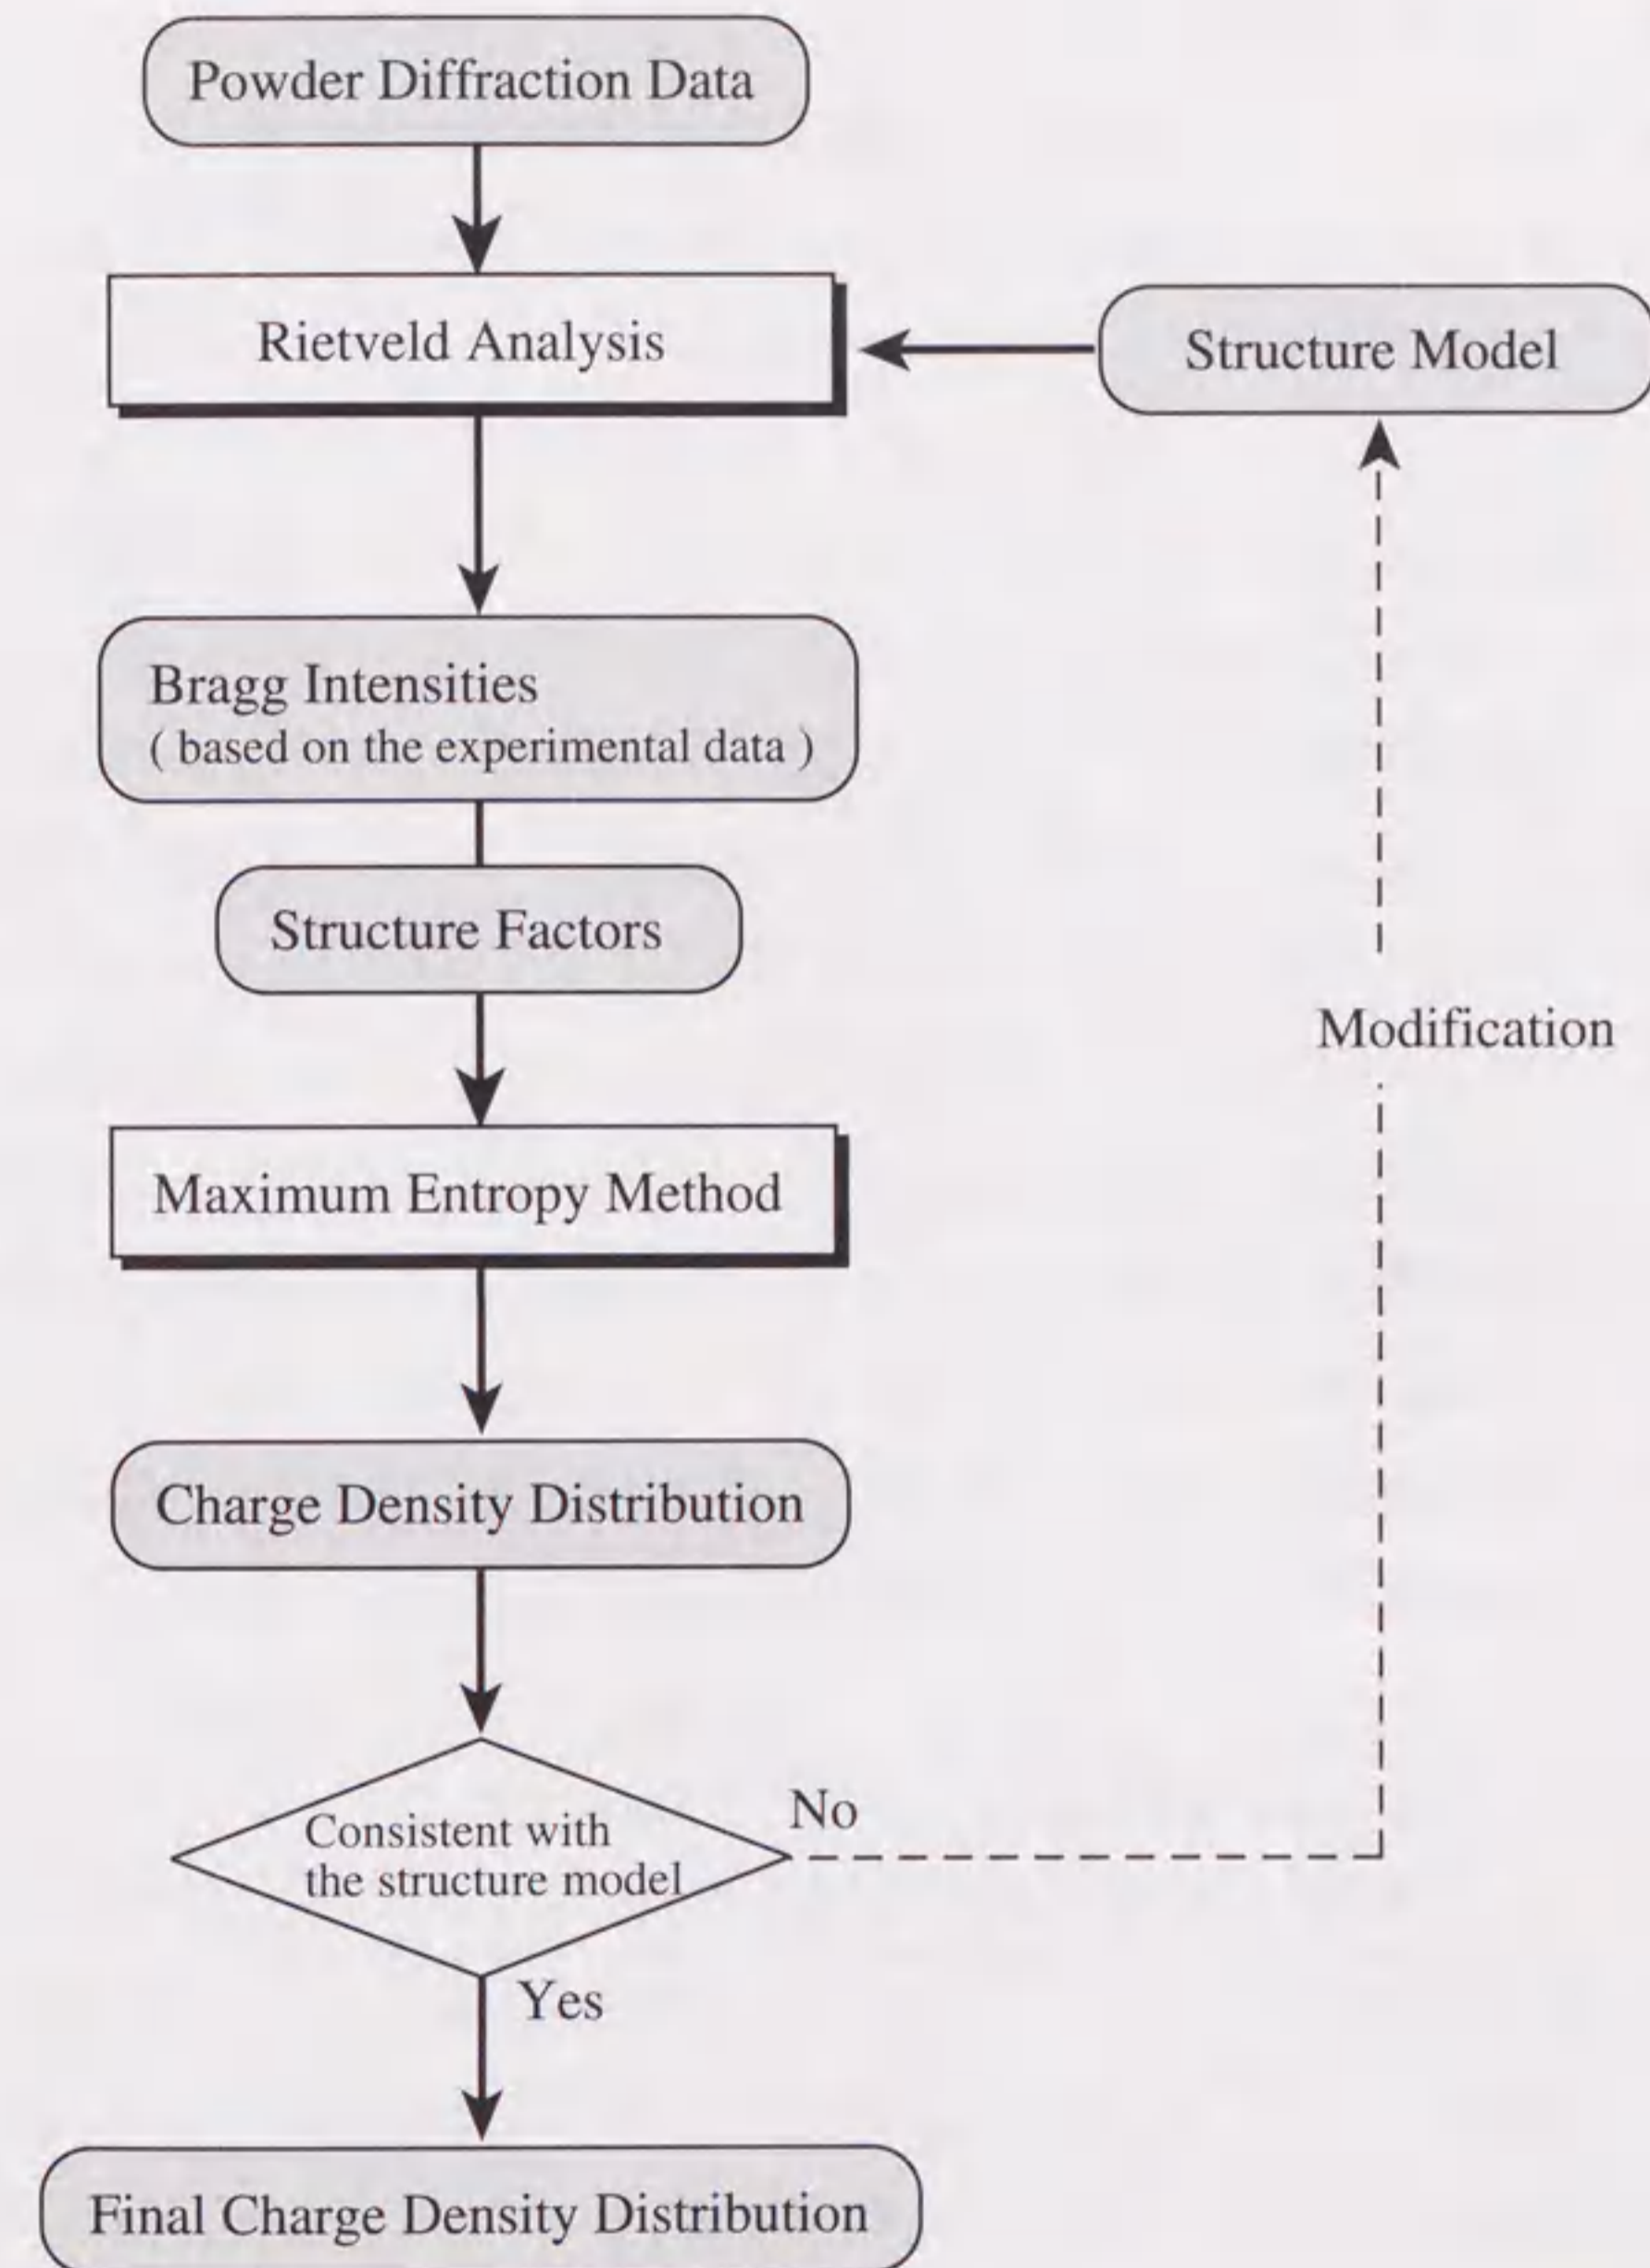 Powder Diffraction Data
Rietveld Analysis
Structure Model
Bragg Intensities
( based on the experimental data )
Structure Factors
Modification
Maximum Entropy Method
Charge Density Distribution
Consistent with
the structure model
No
Yes
Final Charge Density Distribution